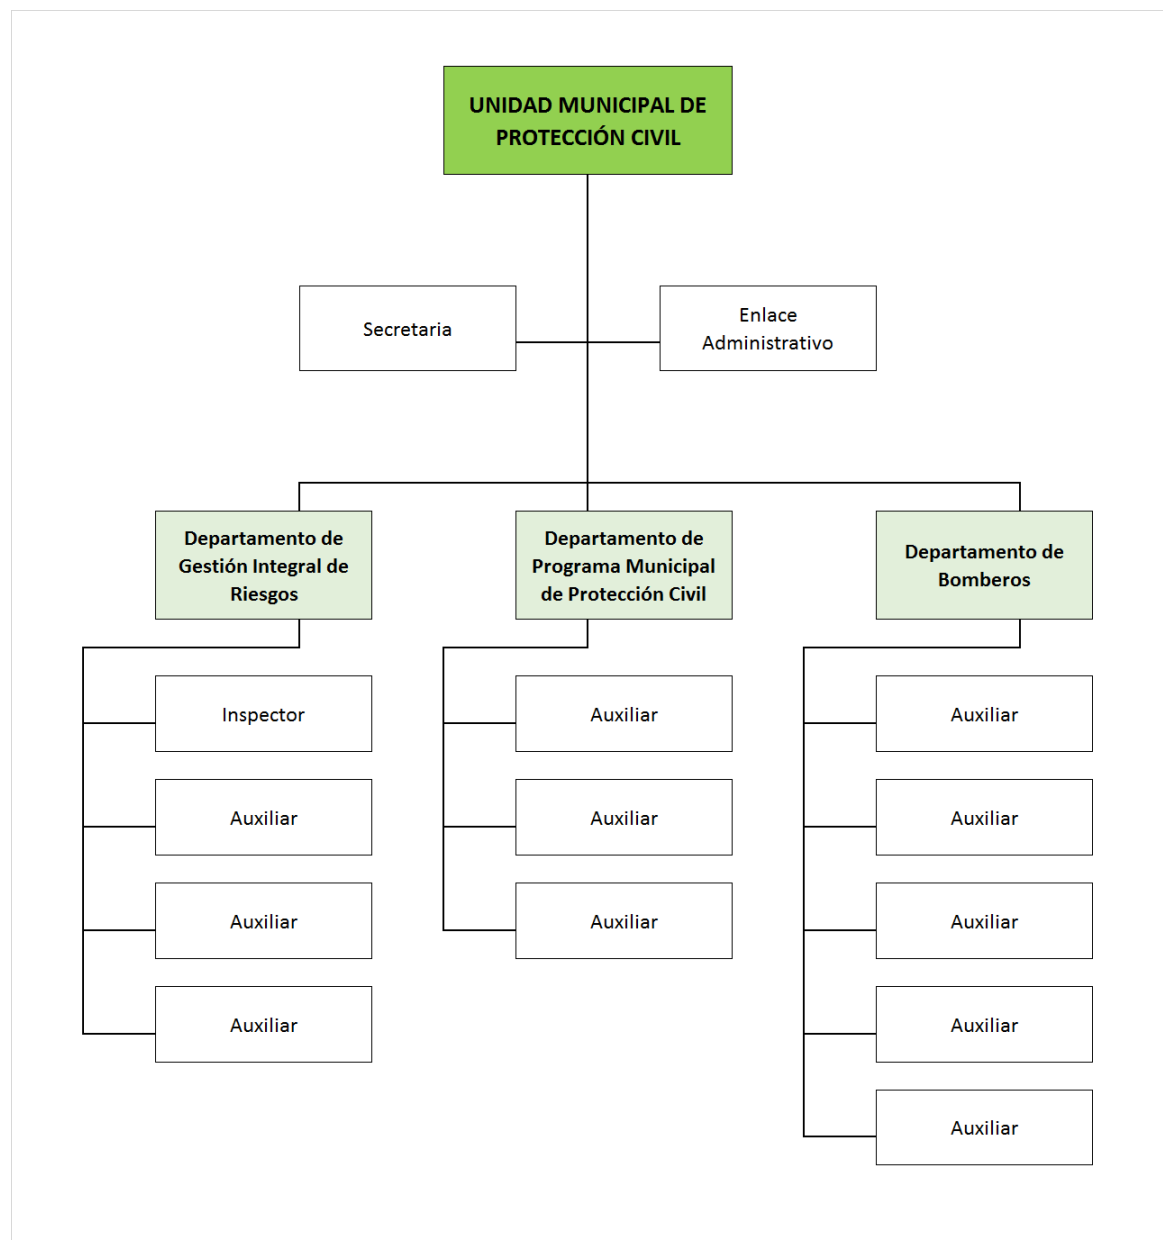 UNIDAD MUNICIPAL DE
PROTECCIÓN CIVIL
Secretaria
Enlace
Administrativo
Departamento de
Gestión Integral de
Riesgos
Departamento de
Programa Municipal
de Protección Civil
Departamento de
Bomberos
Inspector
Auxiliar
Auxiliar
Auxiliar
Auxiliar
Auxiliar
Auxiliar
Auxiliar
Auxiliar
Auxiliar
Auxiliar
Auxiliar